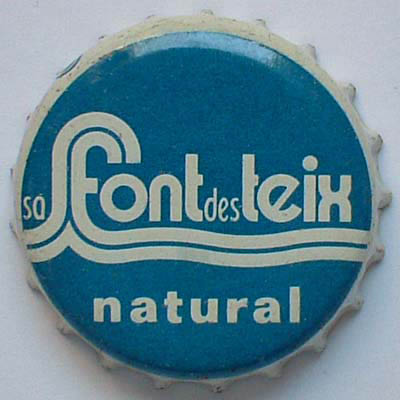 sa font des teix
natural